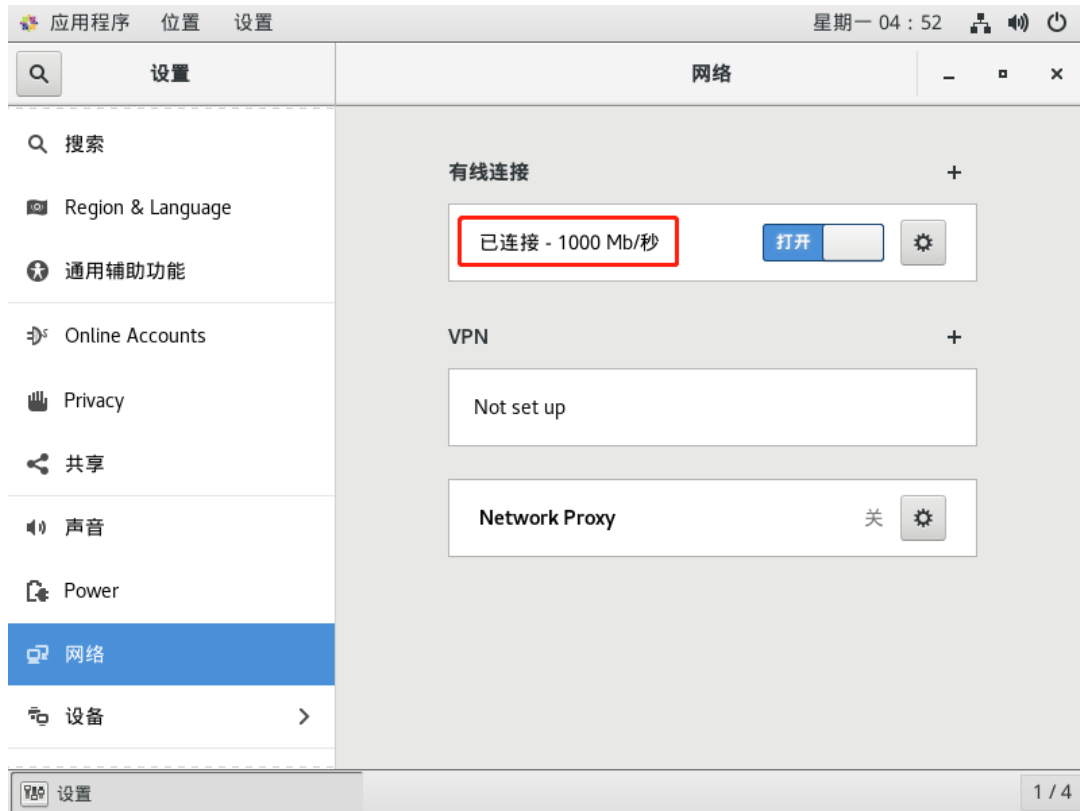 应用程序 位置 设置 星期一 04：52
设置 网络
搜索
Region & Language
通用辅助功能
Online Accounts
Privacy
共享
声音
Power
网络
设备
有线连接
已连接 - 1000 Mb/秒 打开
VPN
Not set up
Network Proxy 关
设置 1 / 4